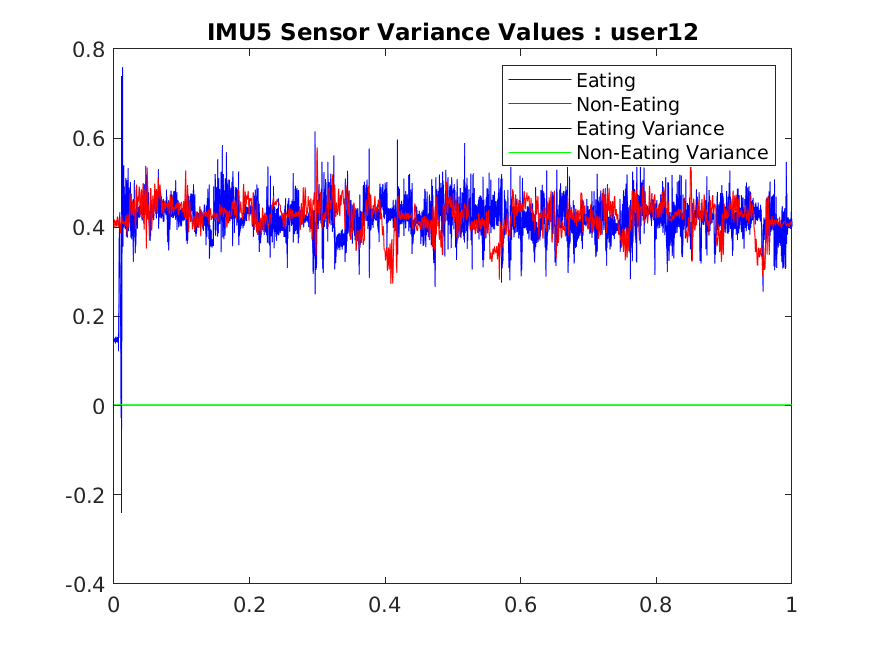 IMU5 Sensor Variance Values : user12
0.8
Eating
Non-Eating
Eating Variance
Non-Eating Variance
0.6
0.4
0.2
0
-0.2
-0.4
0 0.2 0.4 0.6 0.8 1